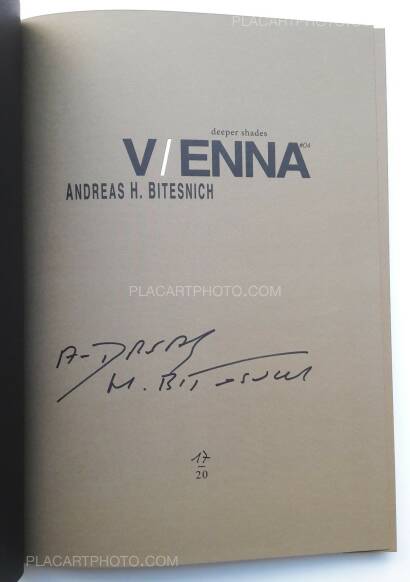 PLACARTPHOTO.COM
deeper shades
V/ENNA #04
ANDREAS H. BITESNICH
PLACARTPHOTO.COM
17
20
PLACARTPHOTO.COM